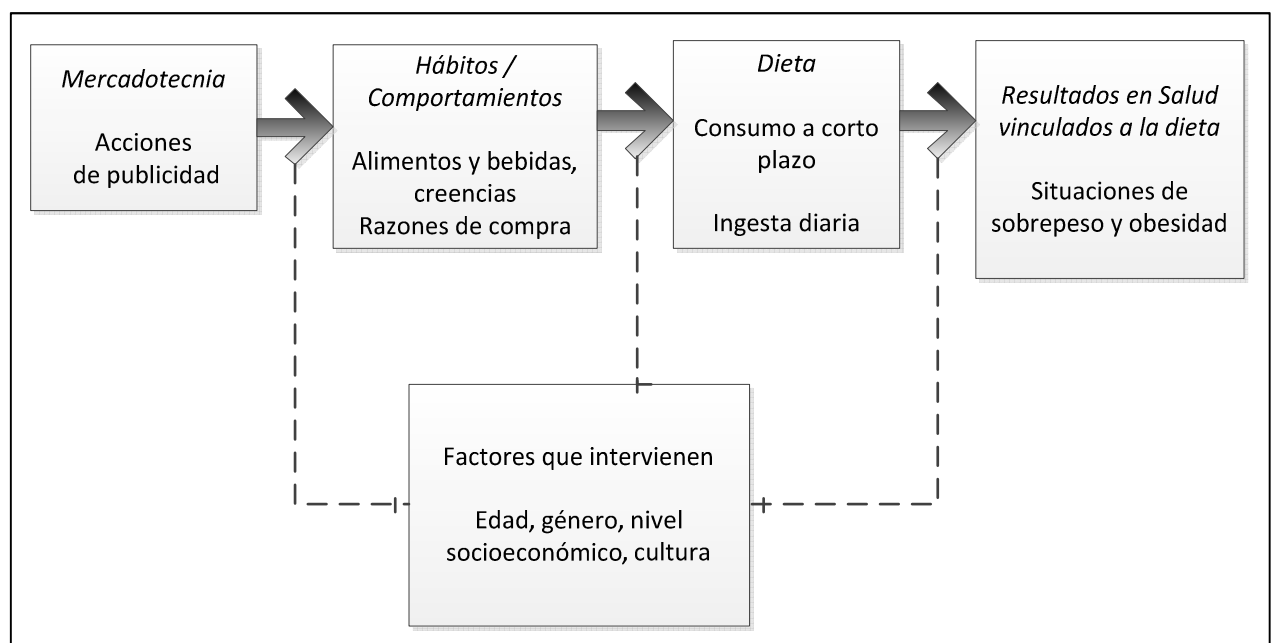 Mercadotecnia
Acciones
de publicidad
Hábitos /
Comportamientos
Alimentos y bebidas,
creencias
Razones de compra
Dieta
Consumo a corto
plazo
Ingesta diaria
Resultados en Salud
vinculados a la dieta
Situaciones de
sobrepeso y obesidad
Factores que intervienen
Edad, género, nivel
socioeconómico, cultura